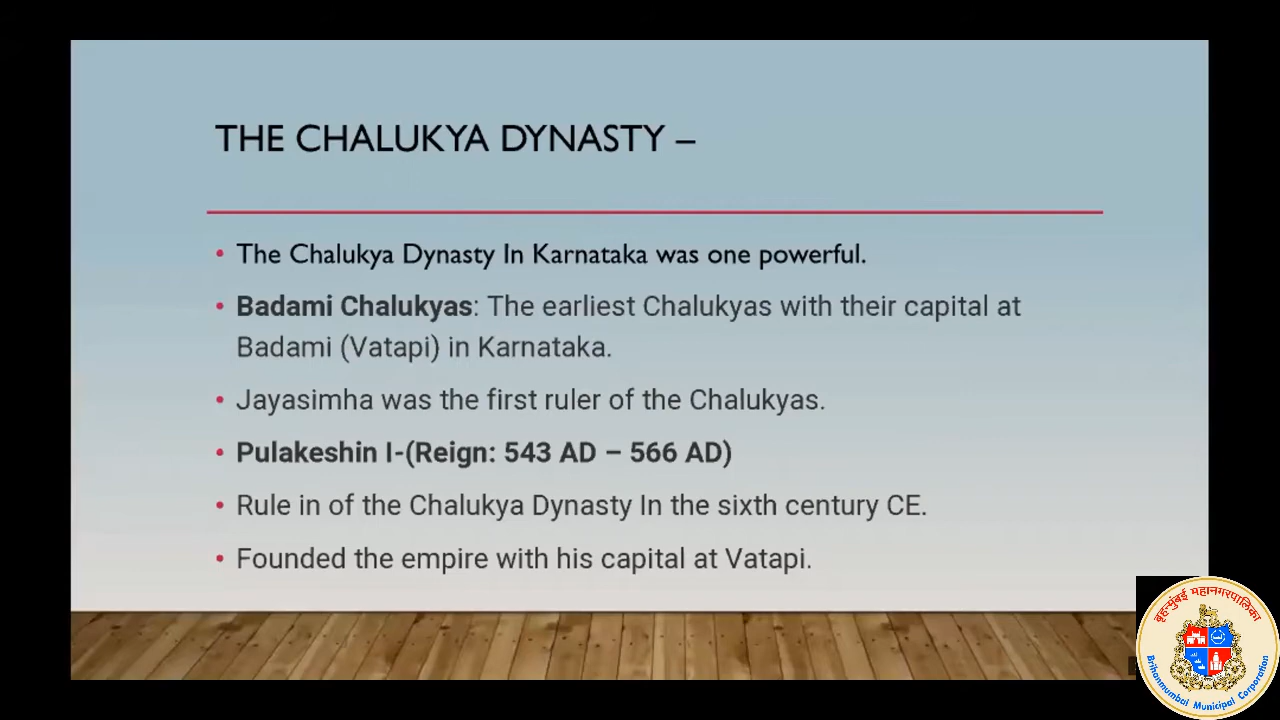 THE CHALUKYA DYNASTY –
• The Chalukya Dynasty In Karnataka was one powerful.
• Badami Chalukyas: The earliest Chalukyas with their capital at
Badami (Vatapi) in Karnataka.
• Jayasimha was the first ruler of the Chalukyas.
• Pulakeshin I-(Reign: 543 AD – 566 AD)
• Rule in of the Chalukya Dynasty In the sixth century CE.
• Founded the empire with his capital at Vatapi.
बृहन्मुंबई महानगरपालिका
Brihanmumbai Municipal Corporation